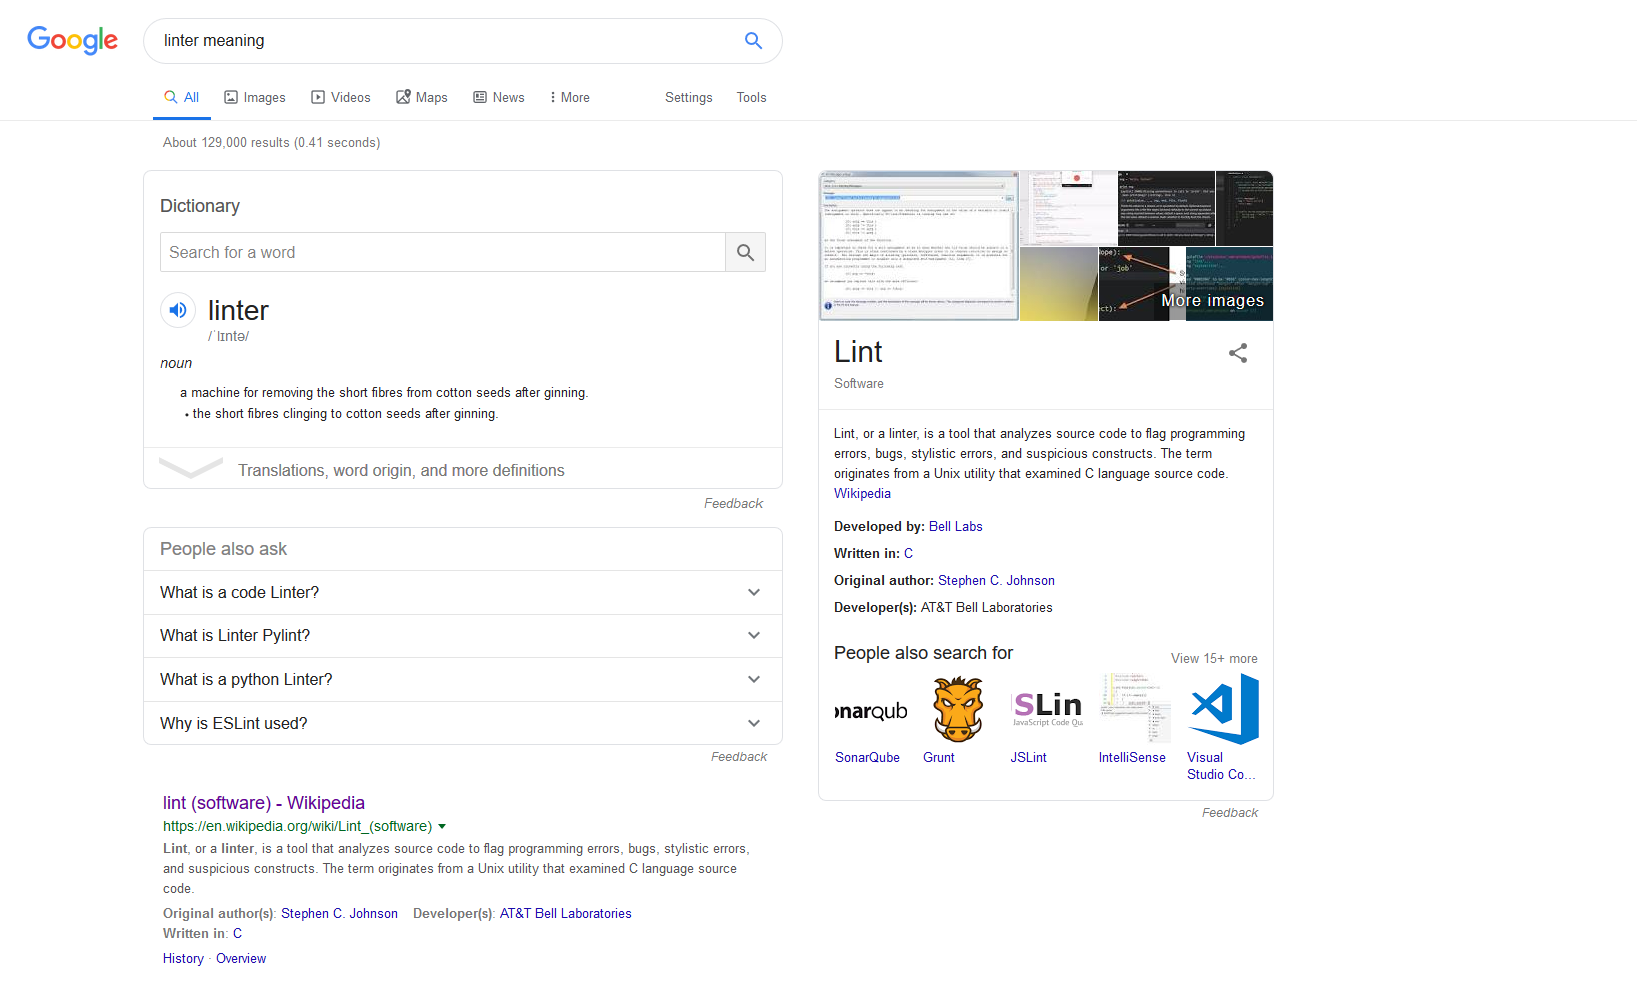 Google
linter meaning
All
Images
Videos
Maps
News
More
Settings
Tools
About 129,000 results (0.41 seconds)
Dictionary
Search for a word
linter
/ˈlɪntə/
noun
a machine for removing the short fibres from cotton seeds after ginning.
• the short fibres clinging to cotton seeds after ginning.
Translations, word origin, and more definitions
Feedback
People also ask
What is a code Linter?
What is Linter Pylint?
What is a python Linter?
Why is ESLint used?
Feedback
lint (software) - Wikipedia
https://en.wikipedia.org/wiki/Lint_(software)
Lint, or a linter, is a tool that analyzes source code to flag programming errors, bugs, stylistic errors,
and suspicious constructs. The term originates from a Unix utility that examined C language source
code.
Original author(s): Stephen C. Johnson Developer(s): AT&T Bell Laboratories
Written in: C
History · Overview
or 'job'
More images
Lint
Software
Lint, or a linter, is a tool that analyzes source code to flag programming
errors, bugs, stylistic errors, and suspicious constructs. The term
originates from a Unix utility that examined C language source code.
Wikipedia
Developed by: Bell Labs
Written in: C
Original author: Stephen C. Johnson
Developer(s): AT&T Bell Laboratories
People also search for
View 15+ more
narqub
SLin
JavaScript Code Qu
SonarQube
Grunt
JSLint
IntelliSense
Visual
Studio Co...
Feedback